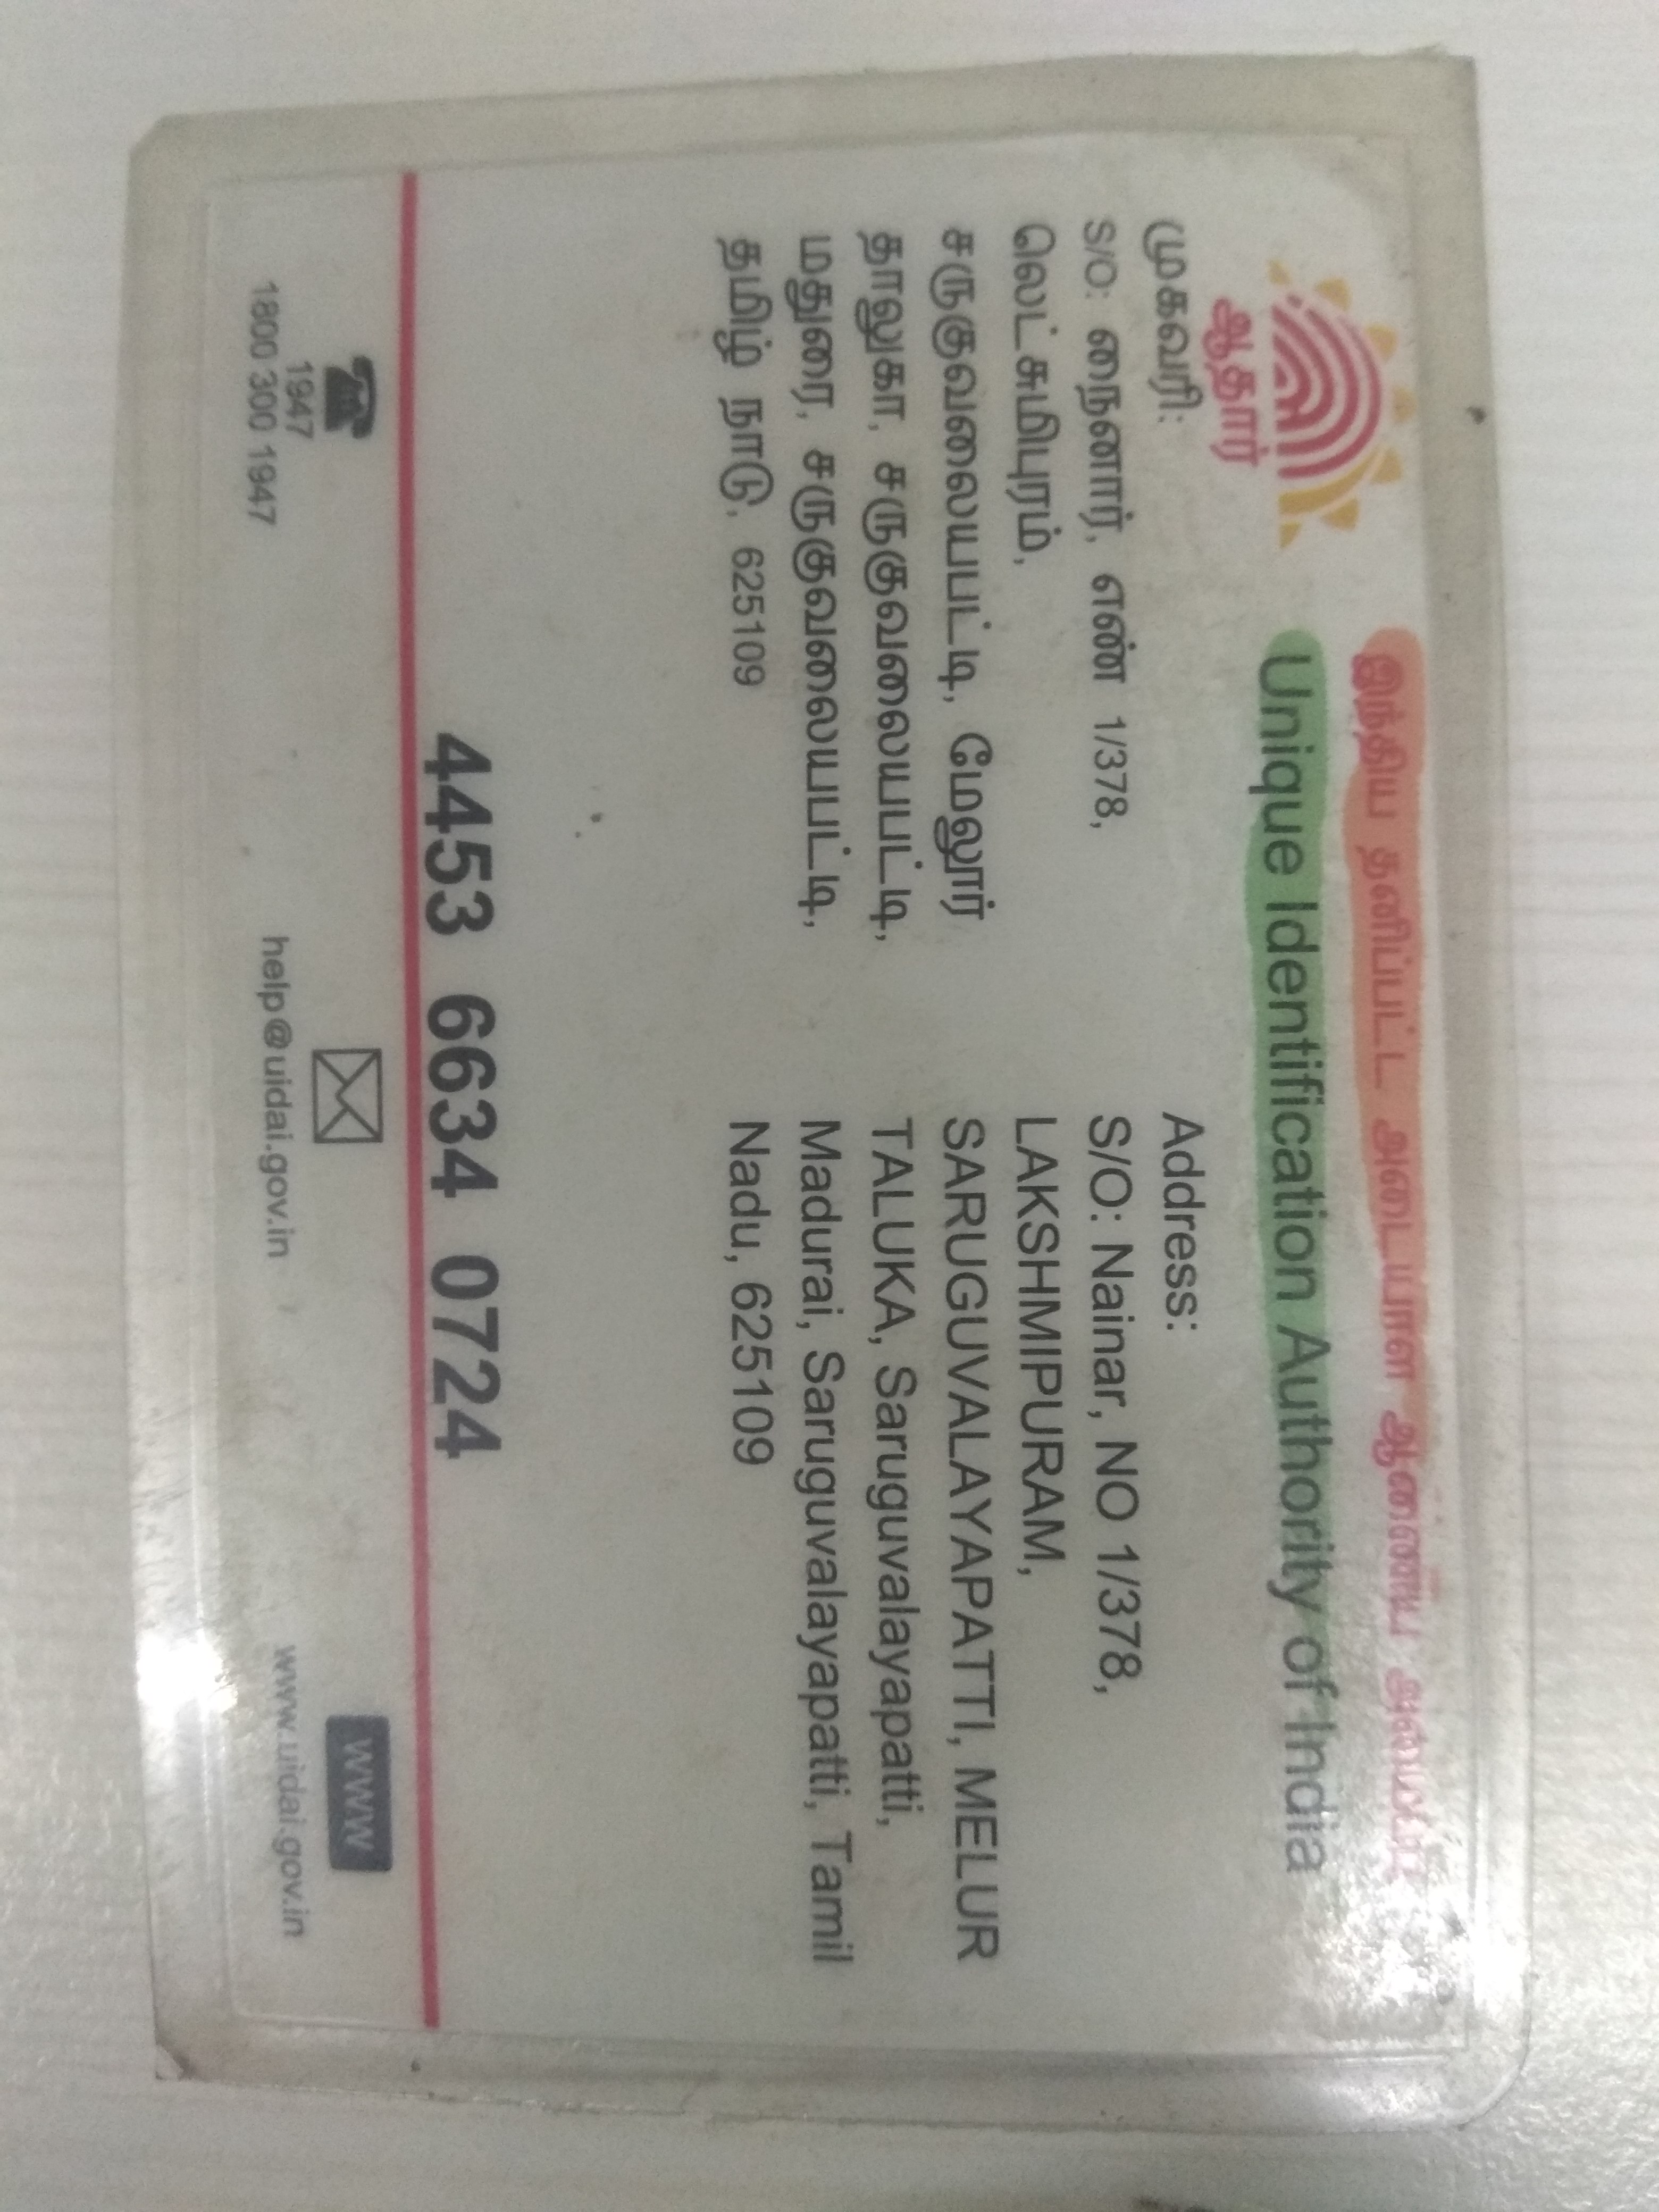 இந்திய தனிப்பட்ட அடையாள ஆணைய அமைப்பு
Unique Identification Authority of India
ஆதார்
முகவரி:
S/O: நைனார், எண் 1/378,
லெட்சுமிபுரம்,
சருகுவலையபட்டி, மேலூர்
தாலுகா, சருகுவலையபட்டி,
மதுரை, சருகுவலையபட்டி,
தமிழ் நாடு, 625109
Address:
S/O: Nainar, NO 1/378,
LAKSHMIPURAM,
SARUGUVALAYAPATTI, MELUR
TALUKA, Saruguvalayapatti,
Madurai, Saruguvalayapatti, Tamil
Nadu, 625109
4453 6634 0724
1947
1800 300 1947
help@uidai.gov.in
www
www.uidai.gov.in